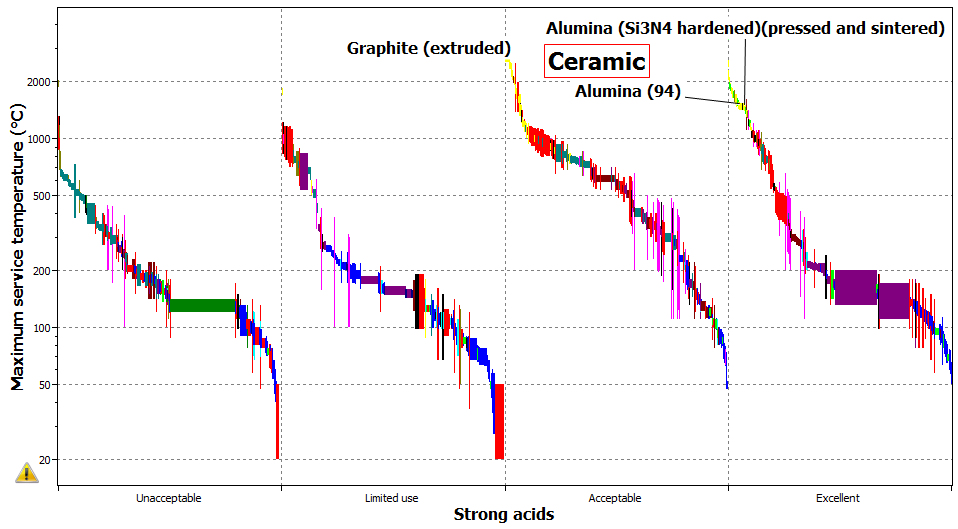 Alumina (Si3N4 hardened)(pressed and sintered)
Graphite (extruded)
Ceramic
Alumina (94)
Maximum service temperature (°C)
2000
1000
500
200
100
50
20
Unacceptable
Limited use
Acceptable
Excellent
Strong acids